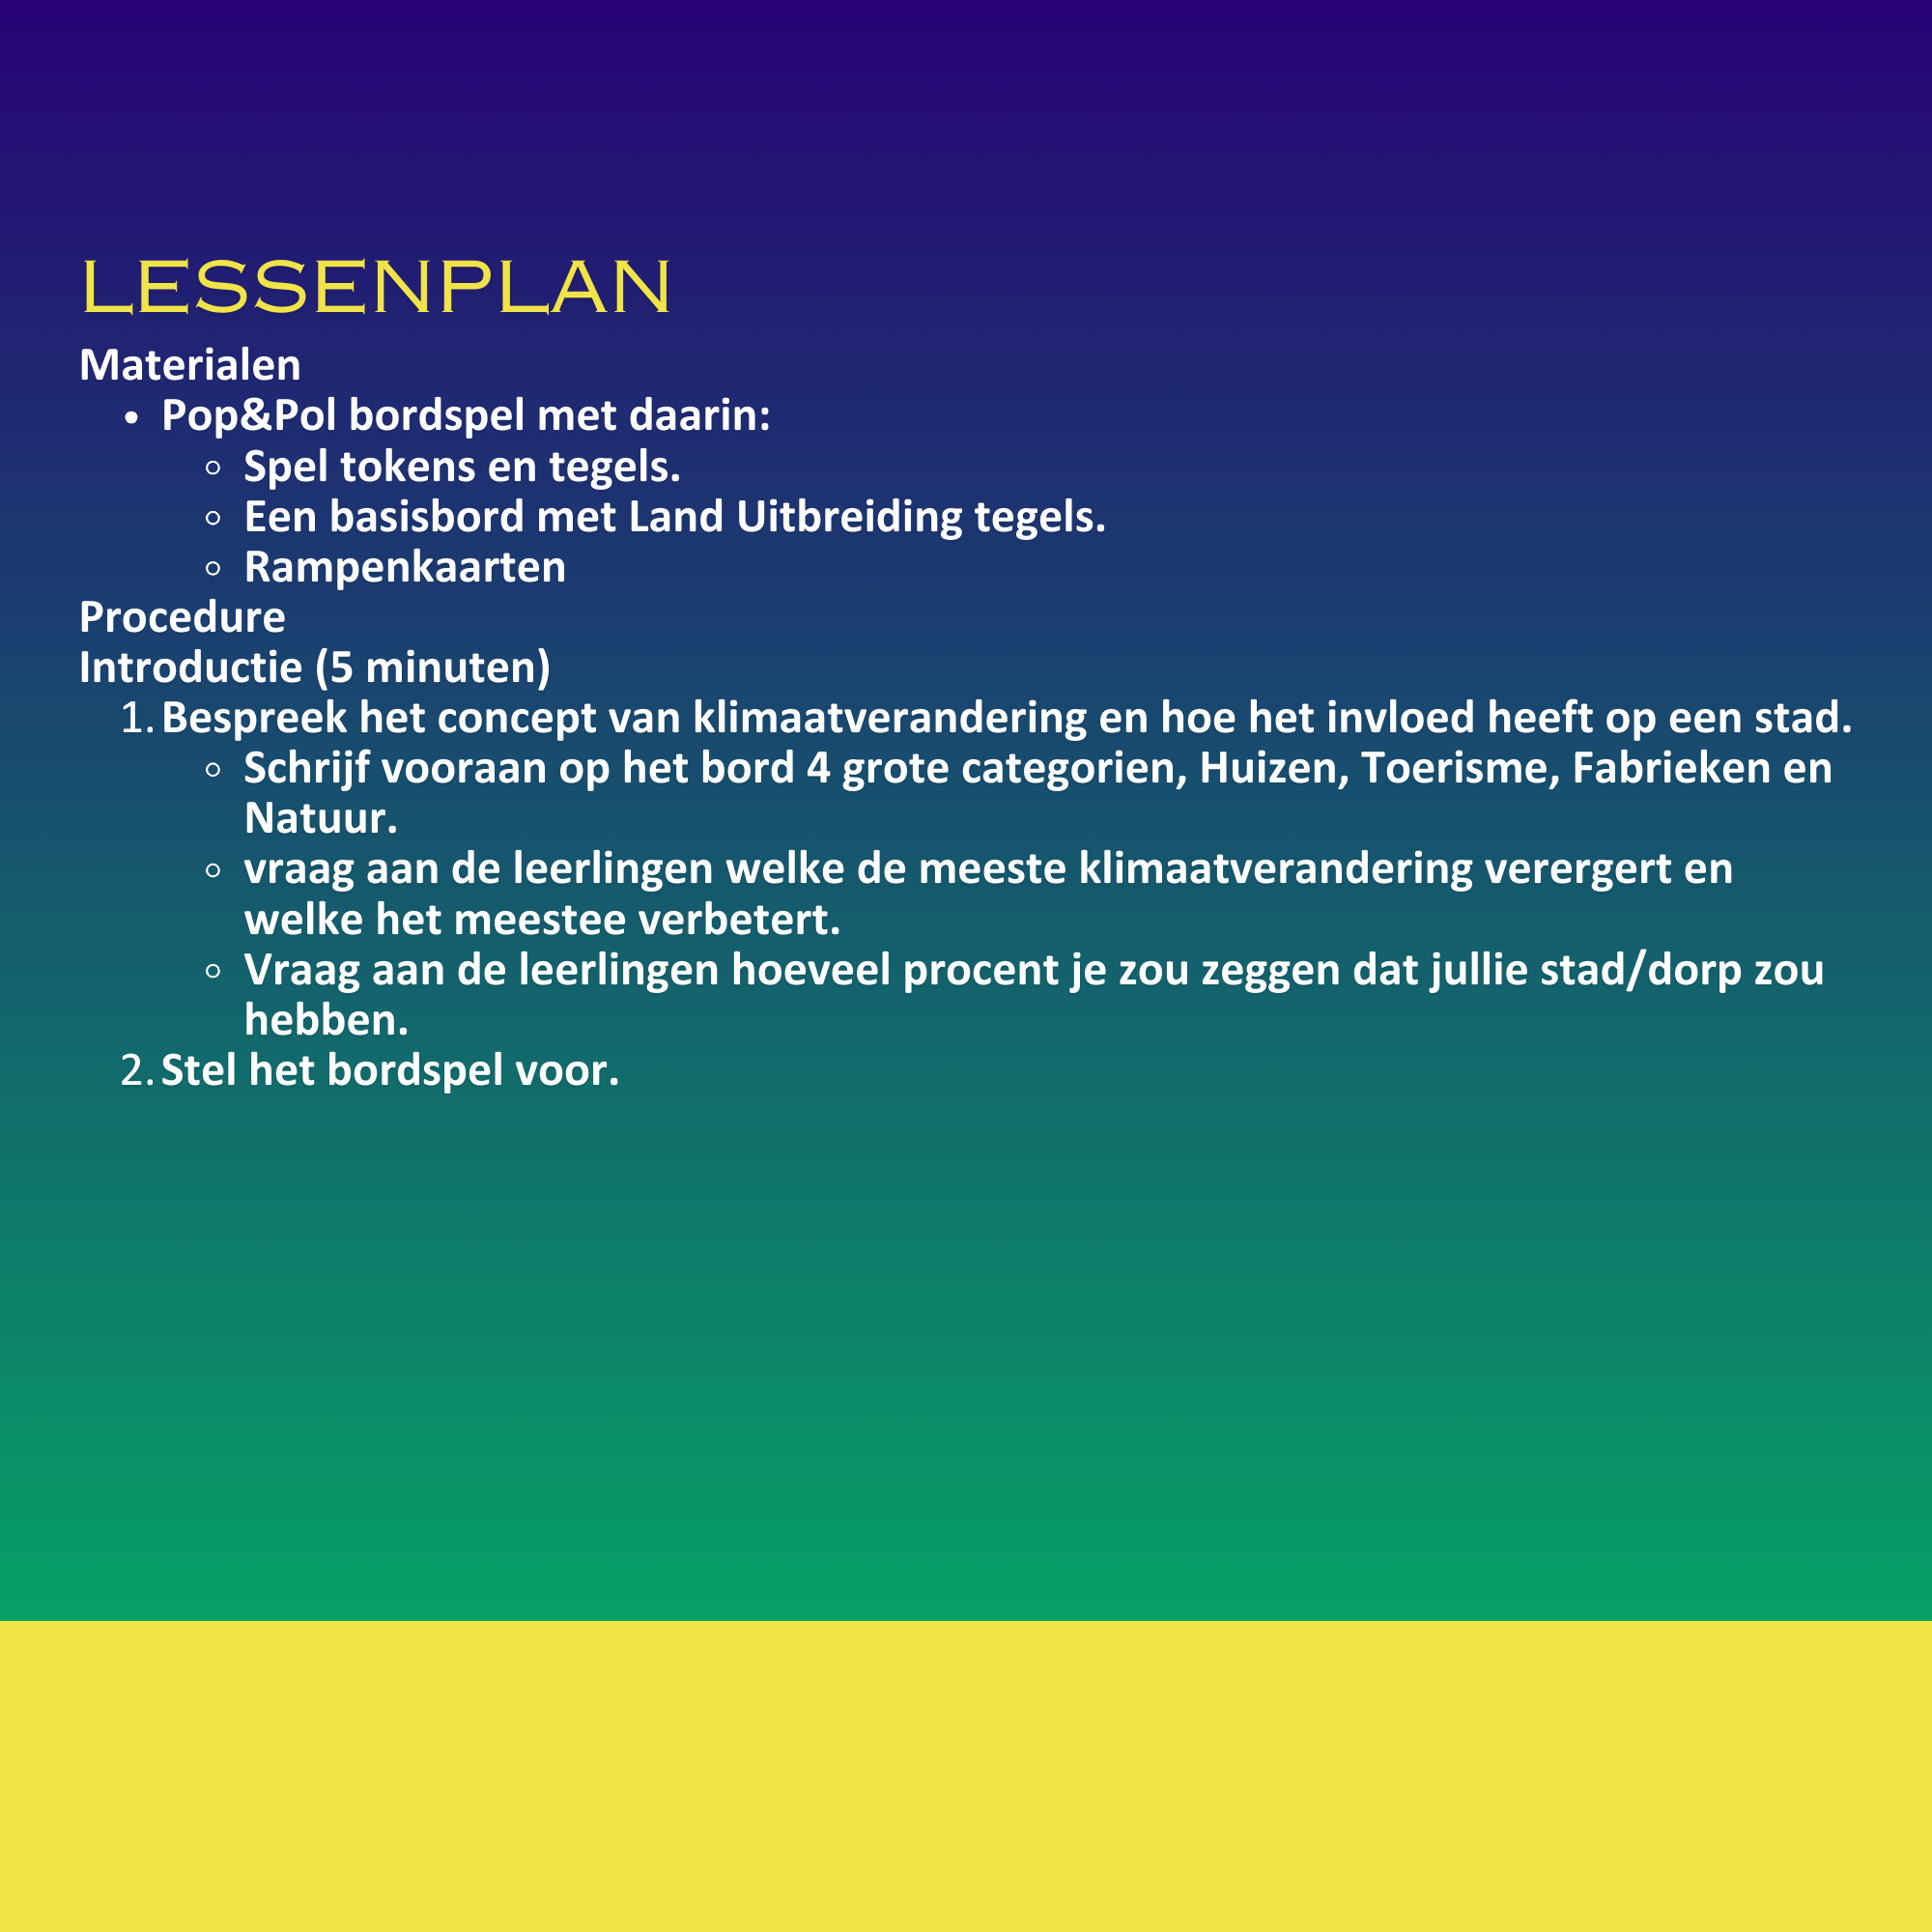 LESSENPLAN
Materialen
• Pop&Pol bordspel met daarin:
○ Spel tokens en tegels.
○ Een basisbord met Land Uitbreiding tegels.
○ Rampenkaarten
Procedure
Introductie (5 minuten)
1. Bespreek het concept van klimaatverandering en hoe het invloed heeft op een stad.
○ Schrijf vooraan op het bord 4 grote categorien, Huizen, Toerisme, Fabrieken en
Natuur.
○ vraag aan de leerlingen welke de meeste klimaatverandering verergert en
welke het meestee verbetert.
○ Vraag aan de leerlingen hoeveel procent je zou zeggen dat jullie stad/dorp zou
hebben.
2. Stel het bordspel voor.